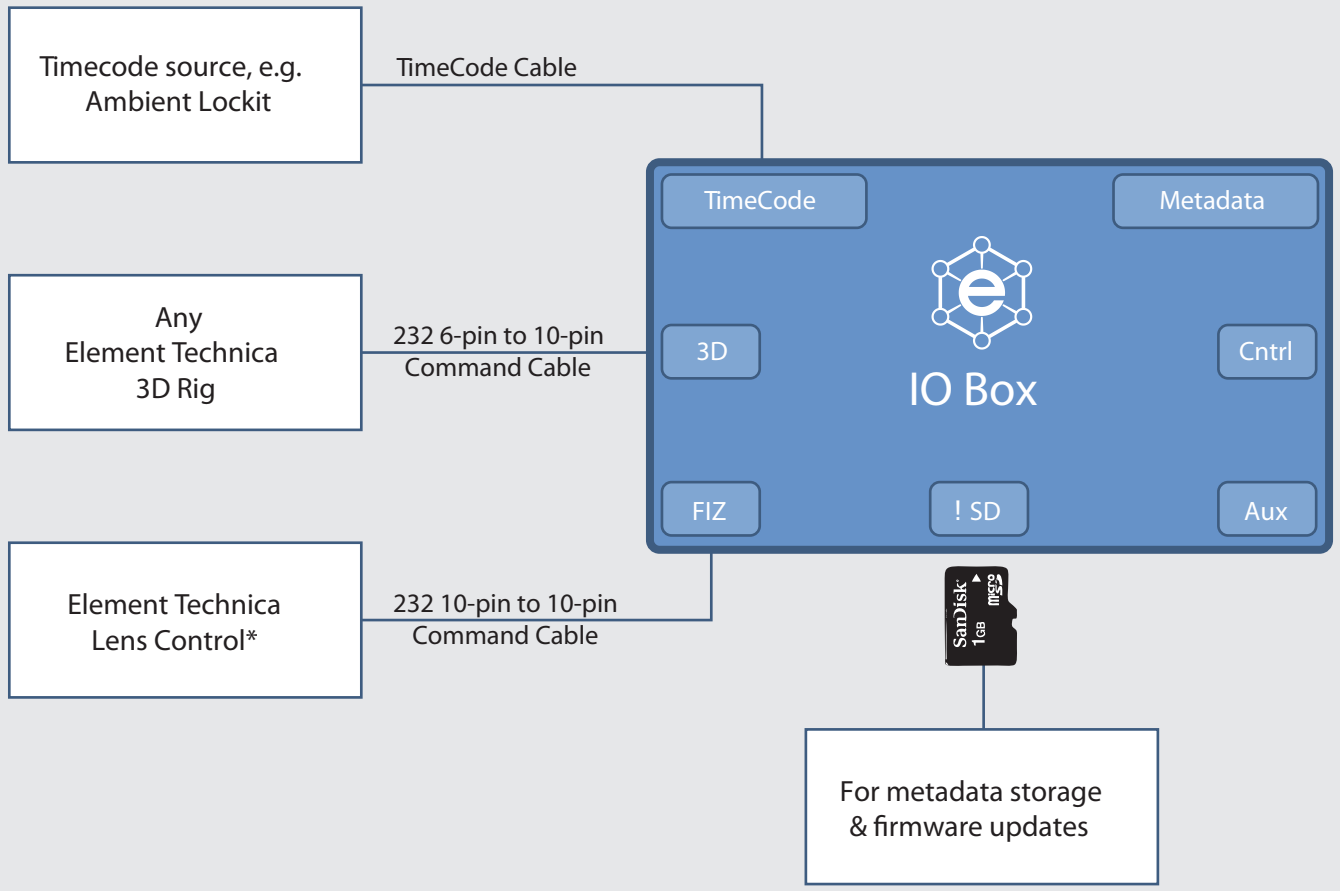 Timecode source, e.g.
Ambient Lockit
TimeCode Cable
TimeCode
Metadata
Any
Element Technica
3D Rig
232 6-pin to 10-pin
Command Cable
3D
e
IO Box
Cntrl
FIZ
! SD
Aux
Element Technica
Lens Control*
232 10-pin to 10-pin
Command Cable
SanDisk
1GB
micro
SD
For metadata storage
& firmware updates